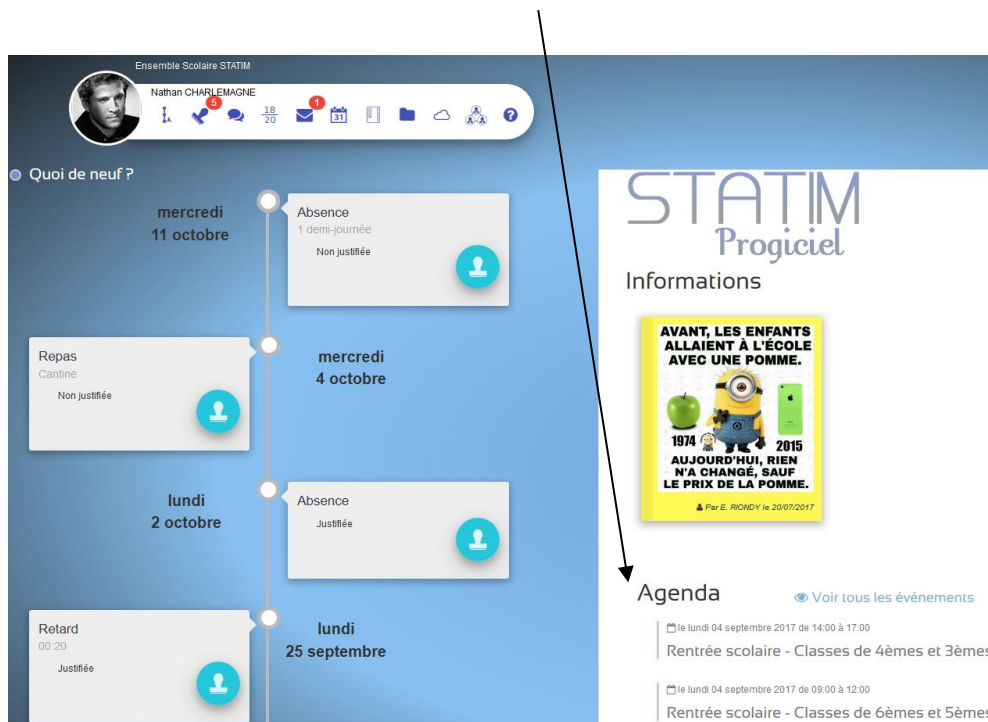 Ensemble Scolaire STATIM
Nathan CHARLEMAGNE
5
18
20
1
31
?
Quoi de neuf ?
mercredi
11 octobre
Absence
1 demi-journée
Non justifiée
Repas
Cantine
Non justifiée
mercredi
4 octobre
lundi
2 octobre
Absence
Justifiée
Retard
00:20
Justifiée
lundi
25 septembre
STATIM
Progiciel
Informations
AVANT, LES ENFANTS
ALLAIENT À L'ÉCOLE
AVEC UNE POMME.
1974
2015
AUJOURD'HUI, RIEN
N'A CHANGÉ, SAUF
LE PRIX DE LA POMME.
Par E. RIONDY le 20/07/2017
Agenda
Voir tous les événements
le lundi 04 septembre 2017 de 14:00 à 17:00
Rentrée scolaire - Classes de 4èmes et 3èmes
le lundi 04 septembre 2017 de 09:00 à 12:00
Rentrée scolaire - Classes de 6èmes et 5èmes